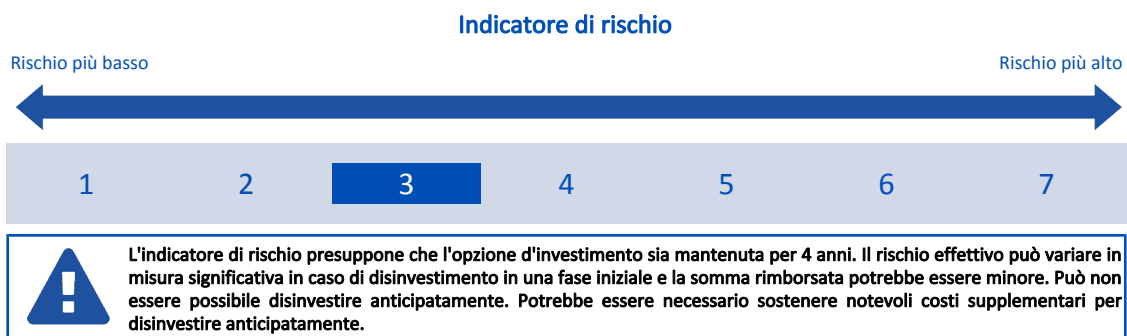 Indicatore di rischio
Rischio più basso
Rischio più alto
1 2 3 4 5 6 7
L'indicatore di rischio presuppone che l'opzione d'investimento sia mantenuta per 4 anni. Il rischio effettivo può variare in
misura significativa in caso di disinvestimento in una fase iniziale e la somma rimborsata potrebbe essere minore. Può non
essere possibile disinvestire anticipatamente. Potrebbe essere necessario sostenere notevoli costi supplementari per
disinvestire anticipatamente.